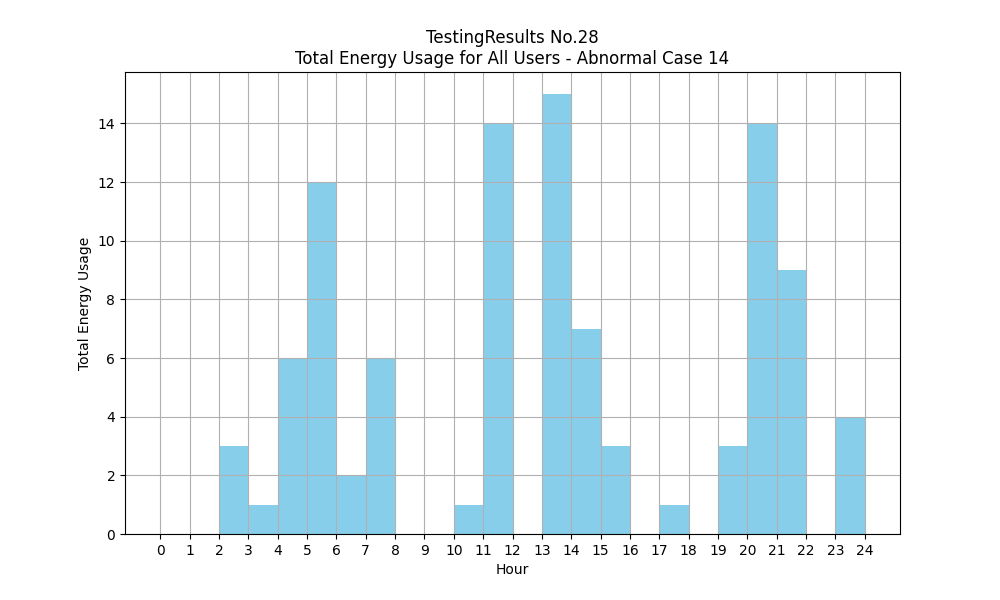 TestingResults No.28
Total Energy Usage for All Users - Abnormal Case 14
Total Energy Usage
14
12
10
8
6
4
2
0
0 1 2 3 4 5 6 7 8 9 10 11 12 13 14 15 16 17 18 19 20 21 22 23 24
Hour